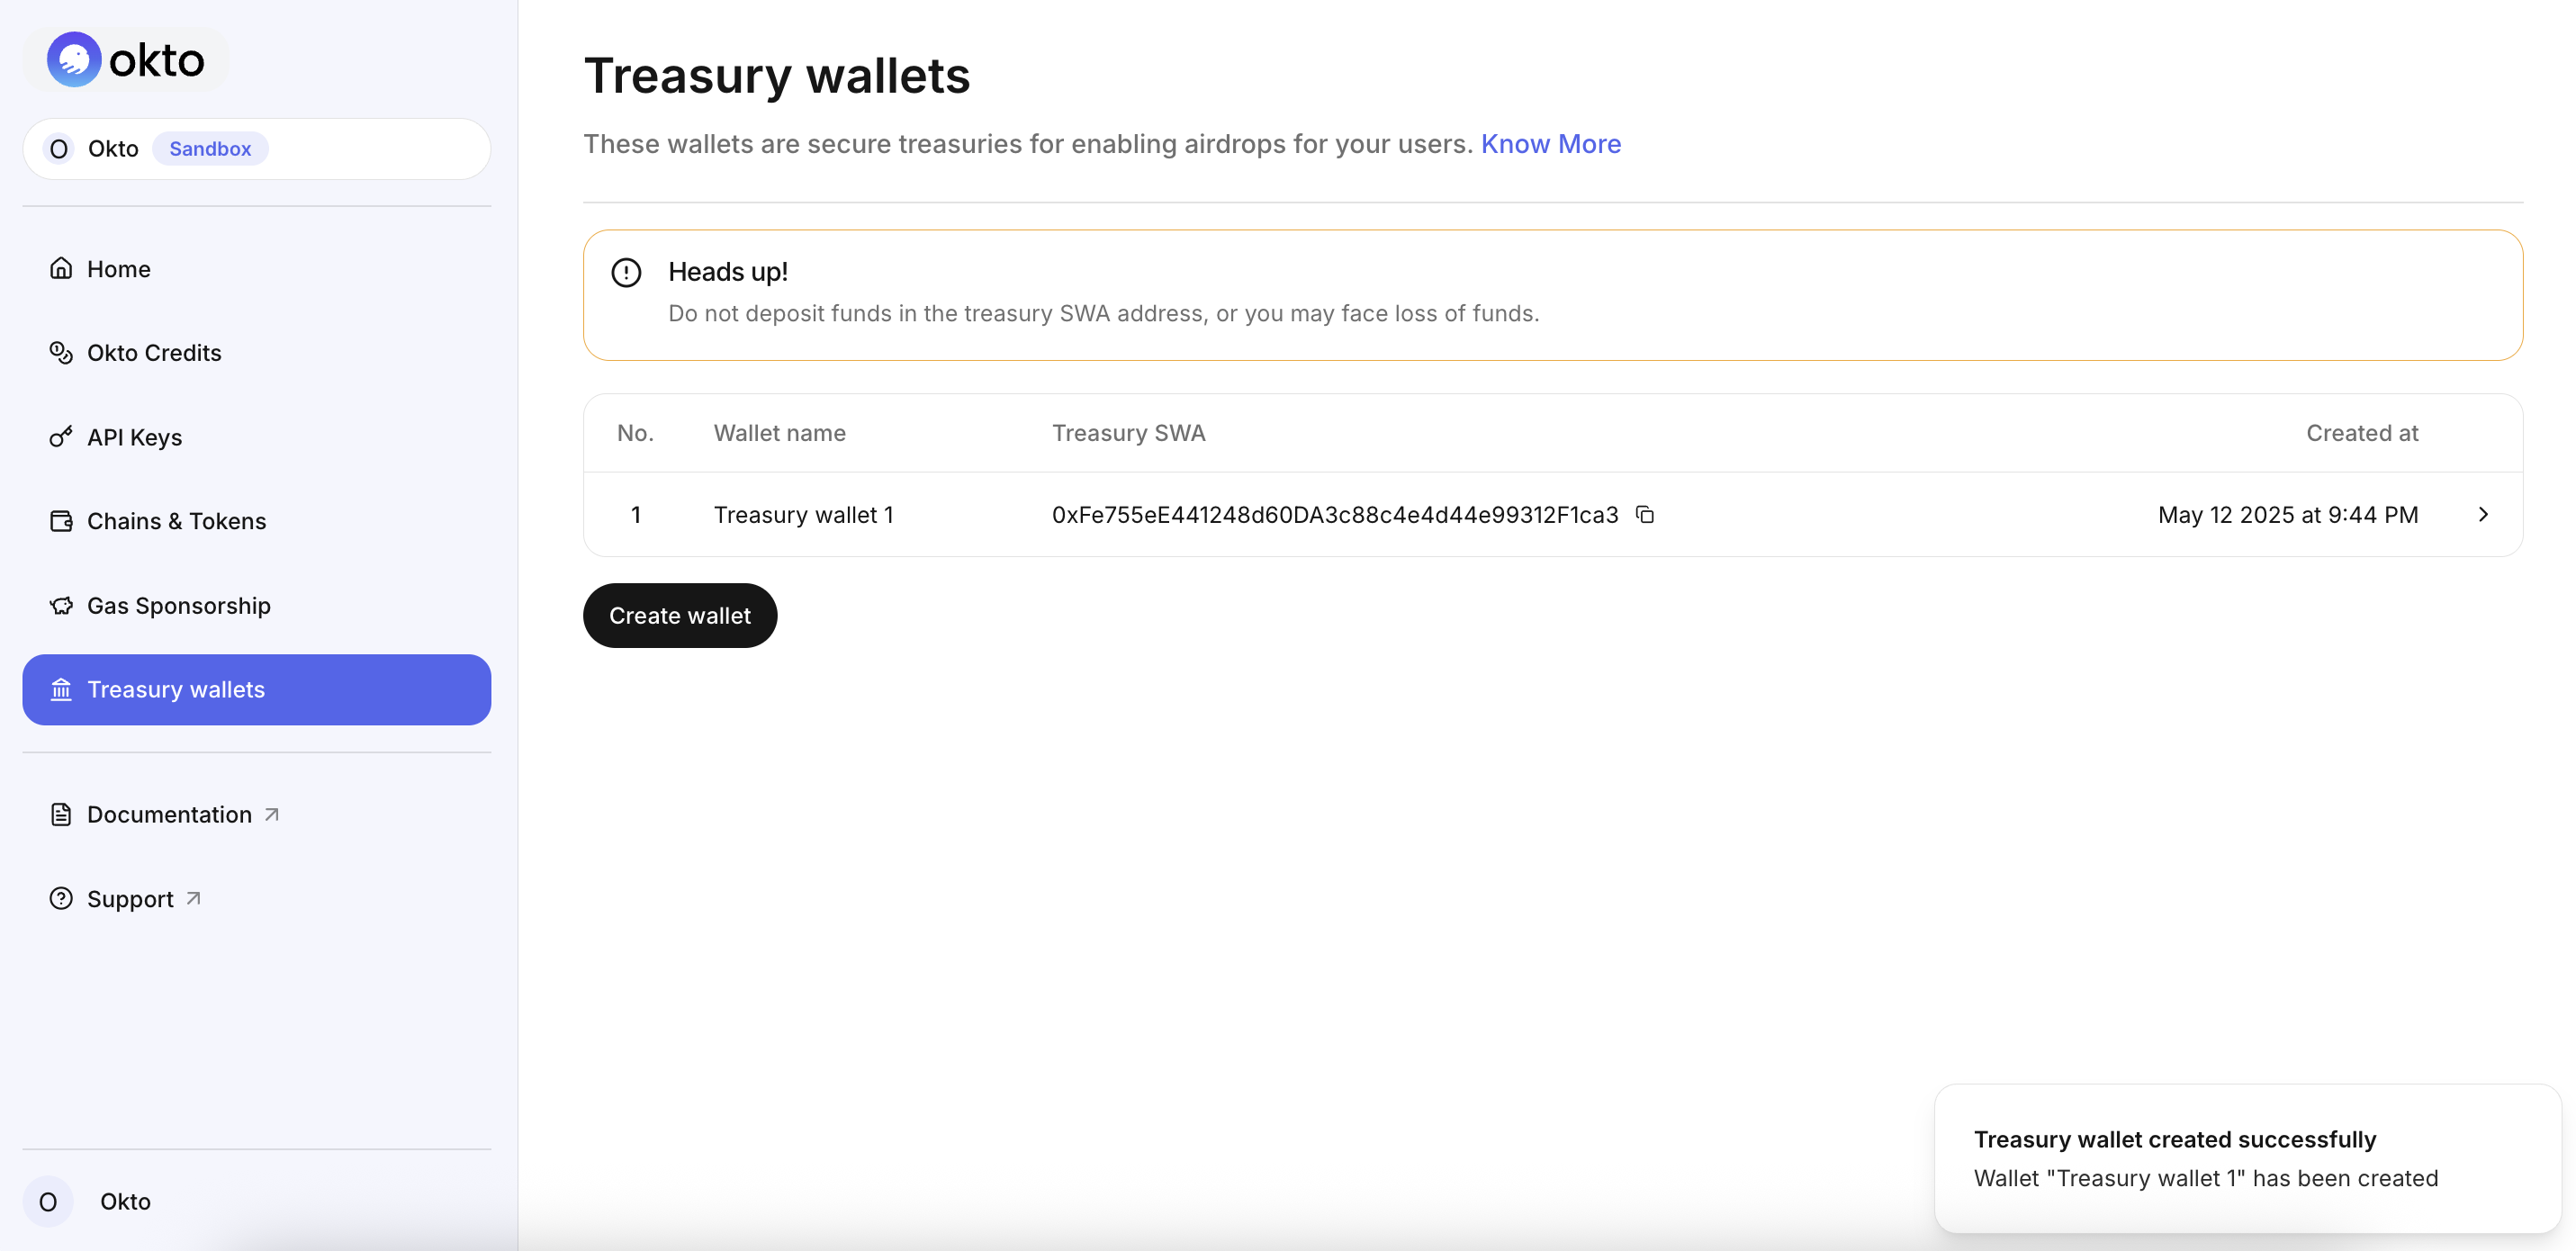 okto
O Okto Sandbox
Home
Okto Credits
API Keys
Chains & Tokens
Gas Sponsorship
Treasury wallets
Documentation
Support
O Okto
Treasury wallets
These wallets are secure treasuries for enabling airdrops for your users. Know More
Heads up!
Do not deposit funds in the treasury SWA address, or you may face loss of funds.
No. Wallet name Treasury SWA Created at
1 Treasury wallet 1 0xFe755eE441248d60DA3c88c4e4d44e99312F1ca3 May 12 2025 at 9:44 PM
Create wallet
Treasury wallet created successfully
Wallet "Treasury wallet 1" has been created